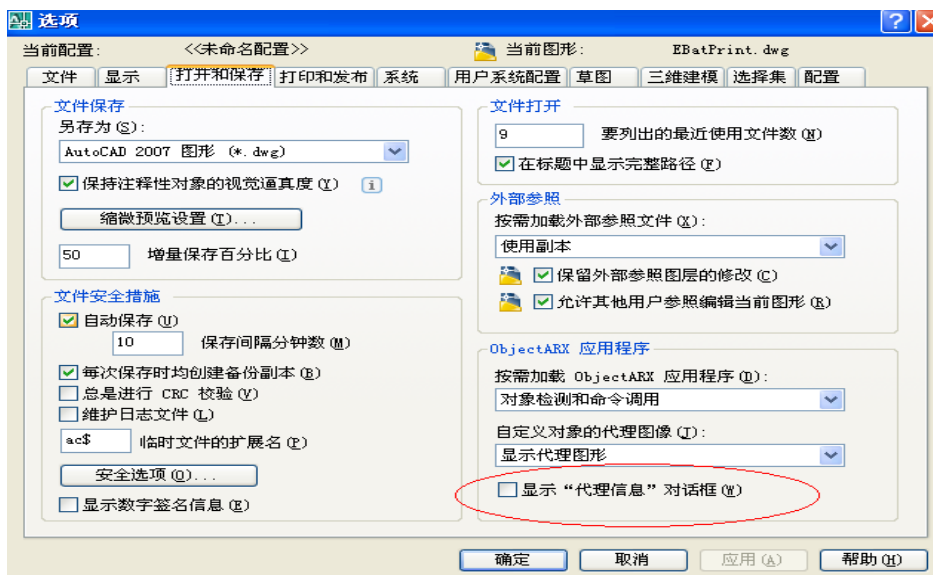 选项
当前配置: <<未命名配置>> 当前图形: EBatPrint.dwg
文件 显示 打开和保存 打印和发布 系统 用户系统配置 草图 三维建模 选择集 配置
文件保存
另存为(S):
AutoCAD 2007 图形 (*.dwg)
保持注释性对象的视觉逼真度(Y)
缩微预览设置(T)...
50 增量保存百分比(I)
文件安全措施
自动保存(U)
10 保存间隔分钟数(M)
每次保存时均创建备份副本(B)
总是进行 CRC 校验(V)
维护日志文件(L)
ac$ 临时文件的扩展名(P)
安全选项(O)...
显示数字签名信息(E)
文件打开
9 要列出的最近使用文件数(N)
在标题中显示完整路径(F)
外部参照
按需加载外部参照文件(X):
使用副本
保留外部参照图层的修改(C)
允许其他用户参照编辑当前图形(R)
ObjectARX 应用程序
按需加载 ObjectARX 应用程序(D):
对象检测和命令调用
自定义对象的代理图像(J):
显示代理图形
显示“代理信息”对话框(W)
确定 取消 应用(A) 帮助(H)